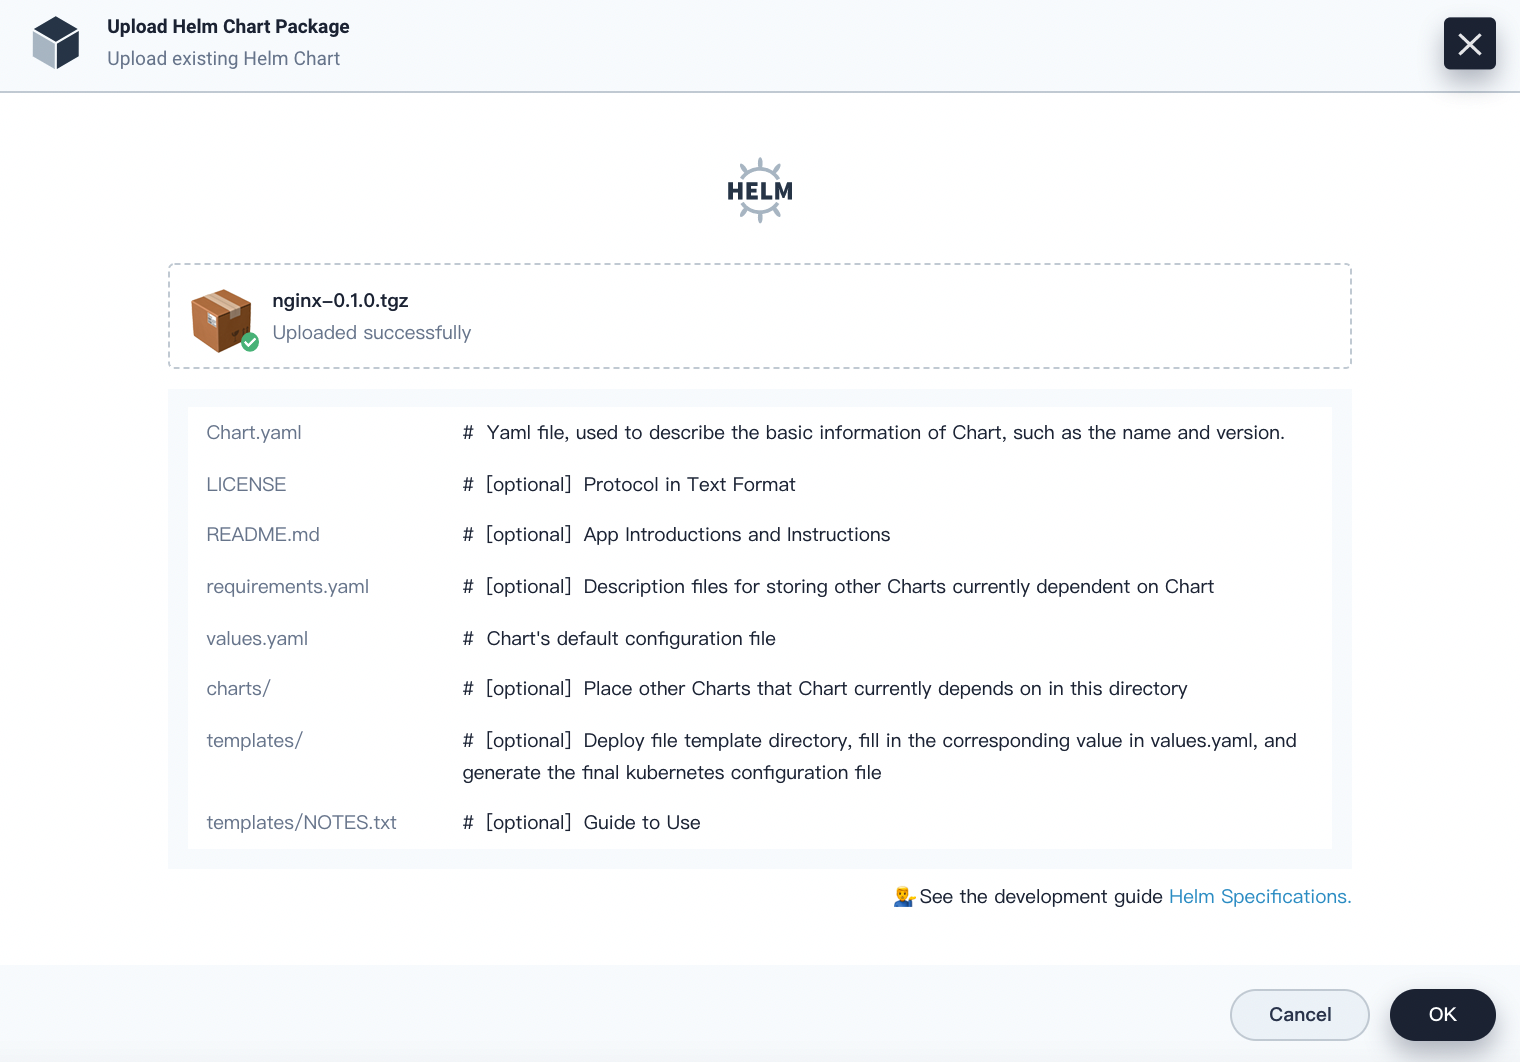 Upload Helm Chart Package
Upload existing Helm Chart
HELM
nginx-0.1.0.tgz
Uploaded successfully
Chart.yaml # Yaml file, used to describe the basic information of Chart, such as the name and version.
LICENSE # [optional] Protocol in Text Format
README.md # [optional] App Introductions and Instructions
requirements.yaml # [optional] Description files for storing other Charts currently dependent on Chart
values.yaml # Chart's default configuration file
charts/ # [optional] Place other Charts that Chart currently depends on in this directory
templates/ # [optional] Deploy file template directory, fill in the corresponding value in values.yaml, and
generate the final kubernetes configuration file
templates/NOTES.txt # [optional] Guide to Use
See the development guide Helm Specifications.
Cancel OK